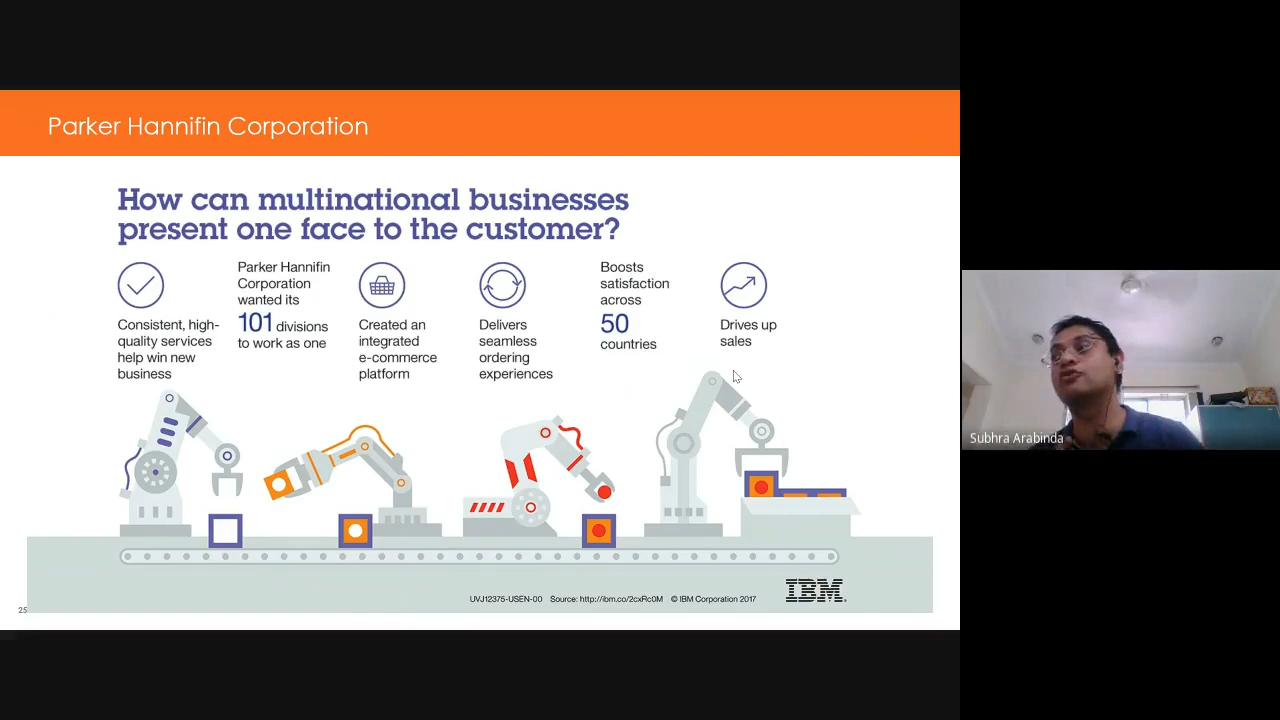 Parker Hannifin Corporation
How can multinational businesses
present one face to the customer?
Consistent, high-
quality services
help win new
business
Parker Hannifin
Corporation
wanted its
101 divisions
to work as one
Created an
integrated
e-commerce
platform
Delivers
seamless
ordering
experiences
Boosts
satisfaction
across
50
countries
Drives up
sales
UVJ12375-USEN-00 Source: http://ibm.co/2cxRc0M © IBM Corporation 2017
IBM®
25
Subhra Arabinda